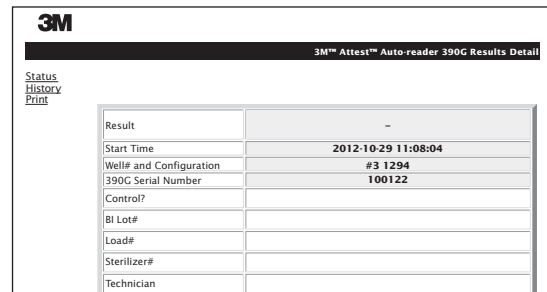 3M
3M™ Attest™ Auto-reader 390G Results Detail
Status
History
Print
Result –
Start Time 2012-10-29 11:08:04
Well# and Configuration #3 1294
390G Serial Number 100122
Control?
BI Lot#
Load#
Sterilizer#
Technician